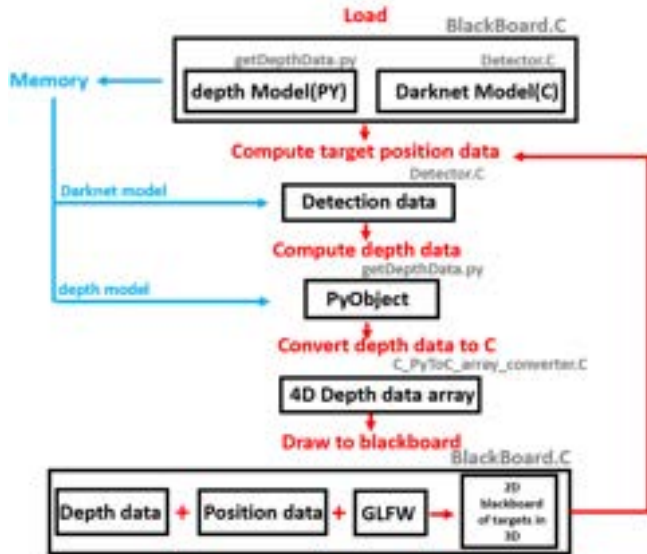 Load
BlackBoard.C
getDepthData.py
Detector.C
depth Model(PY)
Darknet Model(C)
Memory
Compute target position data
Detector.C
Darknet model
Detection data
Compute depth data
getDepthData.py
depth model
PyObject
Convert depth data to C
C_PyToC_array_converter.C
4D Depth data array
Draw to blackboard
BlackBoard.C
Depth data + Position data + GLFW
2D
blackboard
of targets in
3D